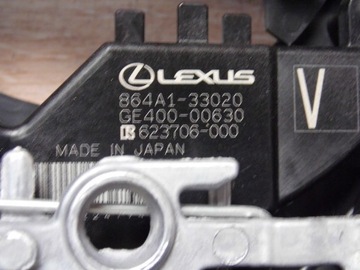 LEXUS
864A1-33020
GE400-00630
623706-000
V
MADE IN JAPAN